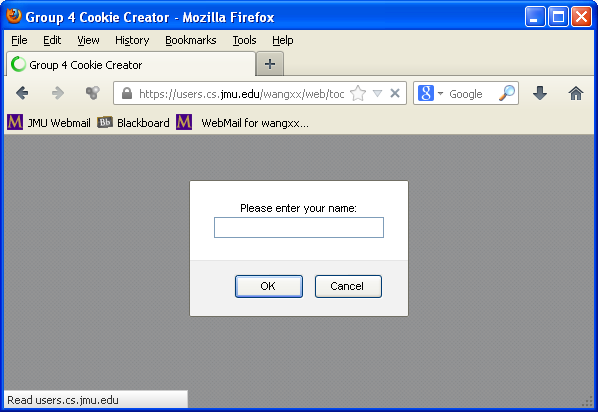 Group 4 Cookie Creator - Mozilla Firefox
File Edit View History Bookmarks Tools Help
Group 4 Cookie Creator
https://users.cs.jmu.edu/wangxx/web/toc Google
JMU Webmail Bb Blackboard M WebMail for wangxx...
Please enter your name:
OK Cancel
Read users.cs.jmu.edu